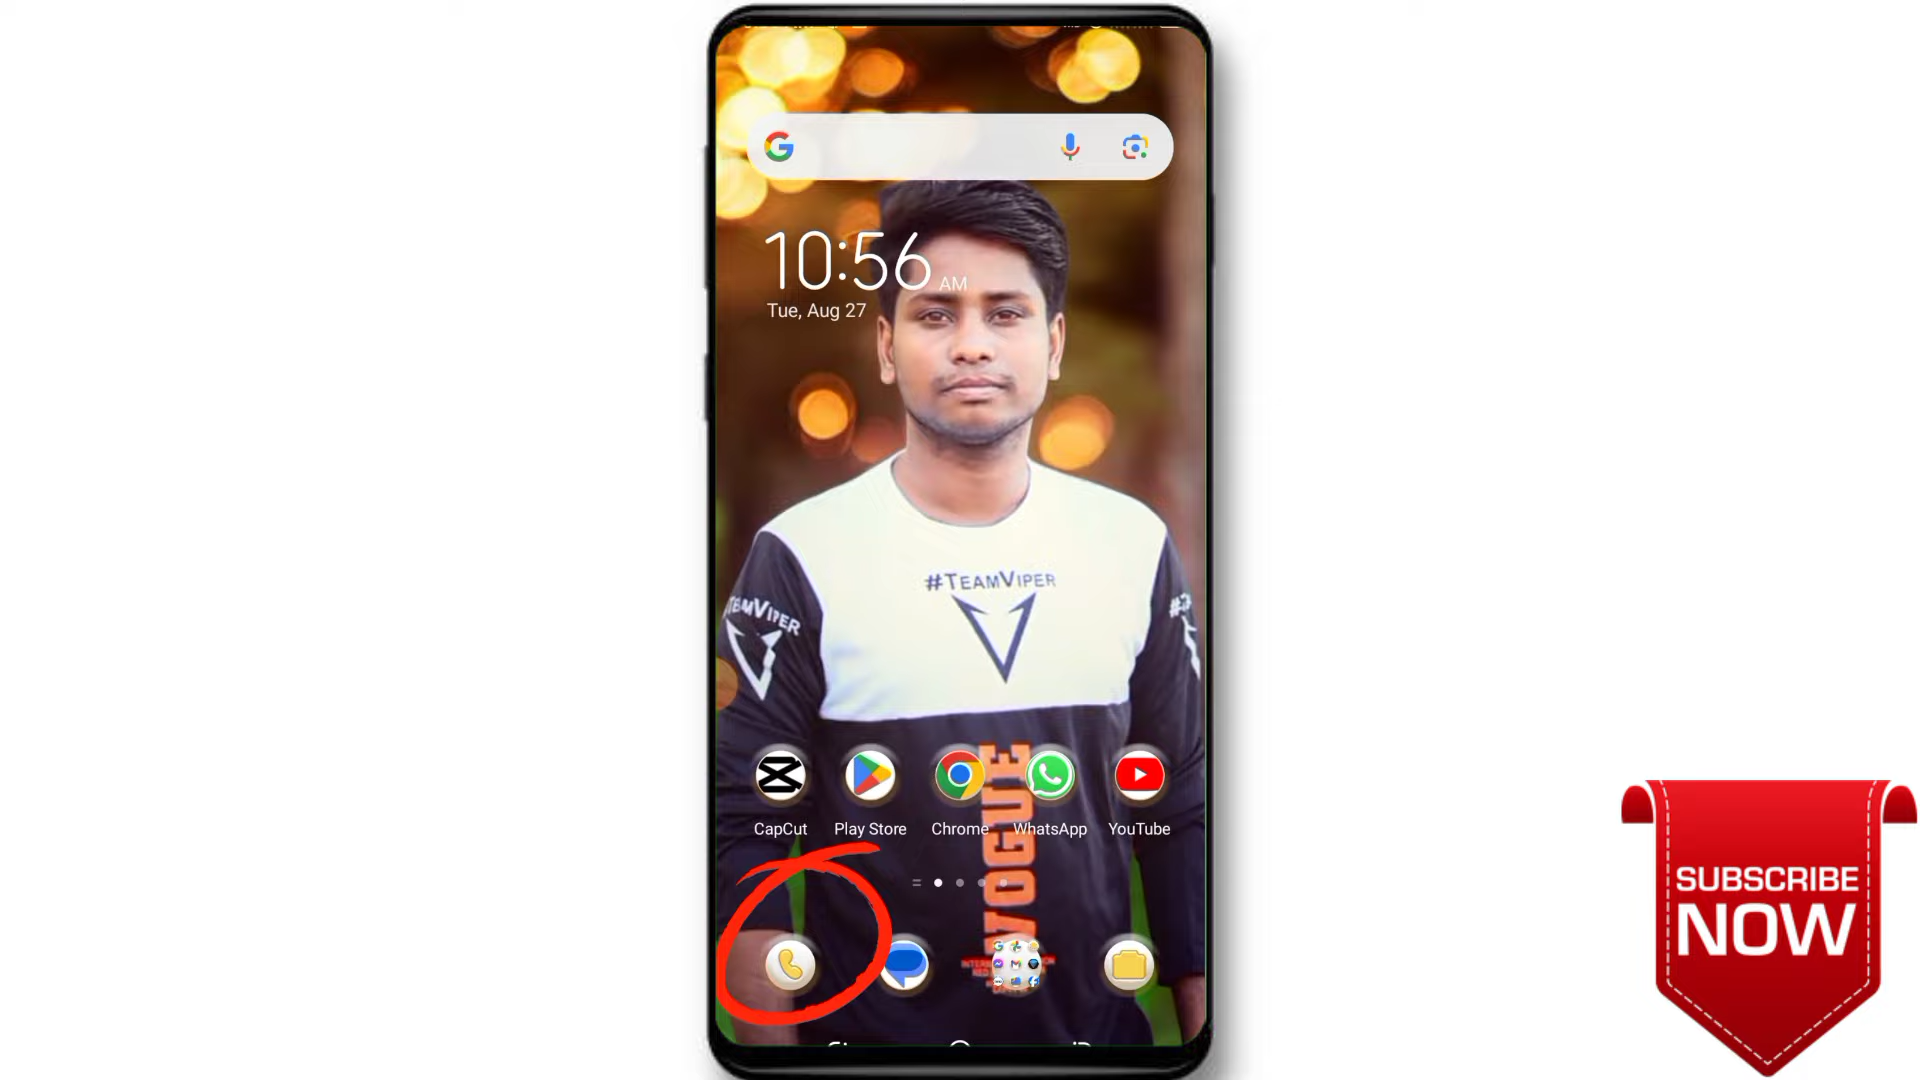 10:56 AM
Tue, Aug 27
#TEAMVIPER
TEAMVIPER
VOGUE
CapCut
Play Store
Chrome
WhatsApp
YouTube
SUBSCRIBE
NOW